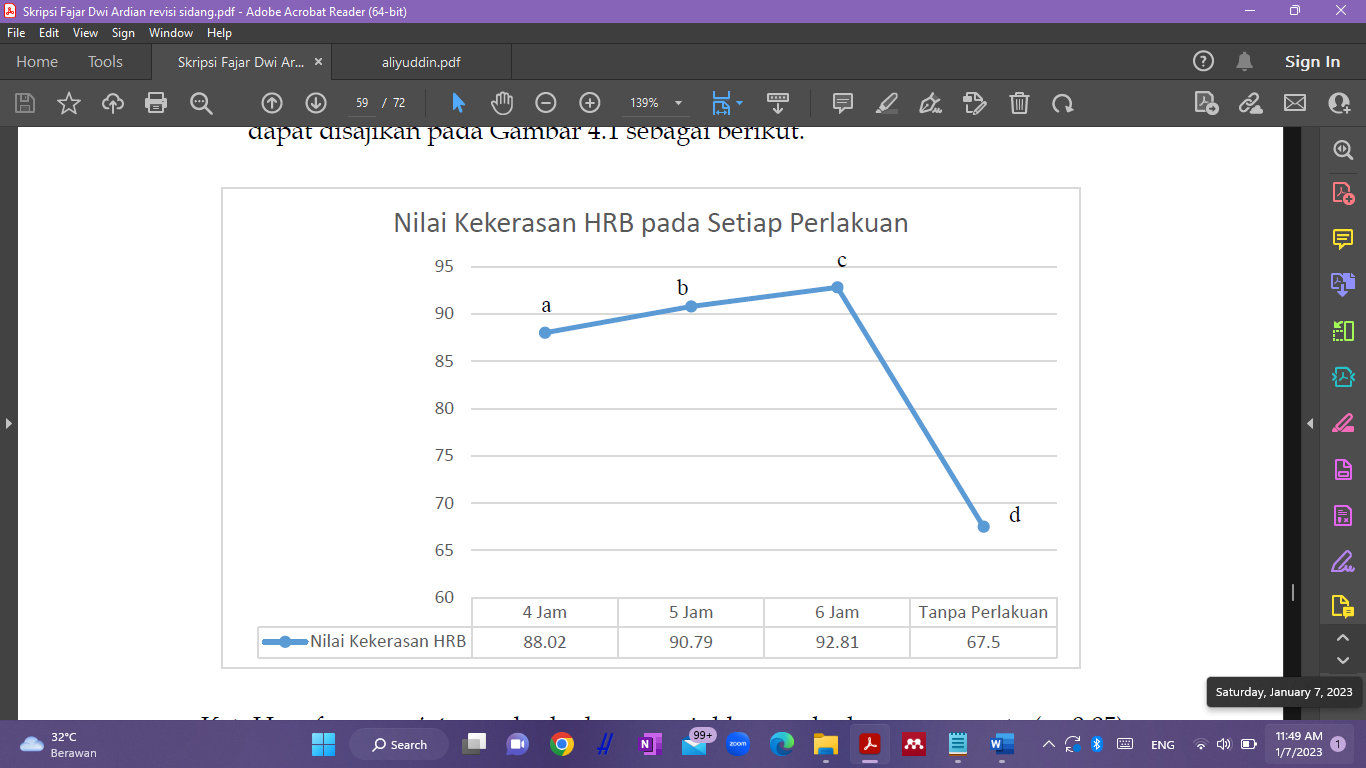 Skripsi Fajar Dwi Ardian revisi sidang.pdf - Adobe Acrobat Reader (64-bit)
File Edit View Sign Window Help
Home Tools Skripsi Fajar Dwi Ar... × aliyuddin.pdf Sign In
59 / 72 139%
dapat disajikan pada Gambar 4.1 sebagai berikut.
Nilai Kekerasan HRB pada Setiap Perlakuan
95
90
85
80
75
70
65
60
a
b
c
d
4 Jam 5 Jam 6 Jam Tanpa Perlakuan
Nilai Kekerasan HRB 88.02 90.79 92.81 67.5
Saturday, January 7, 2023
32°C
Berawan
Search
99+
zoom
ENG
11:49 AM
1/7/2023
1